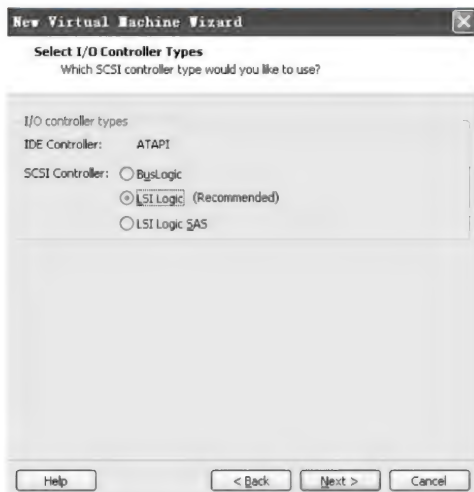 New Virtual Machine Wizard
Select I/O Controller Types
Which SCSI controller type would you like to use?
I/O controller types
IDE Controller: ATAPI
SCSI Controller: BusLogic
LSI Logic (Recommended)
LSI Logic SAS
Help < Back Next > Cancel